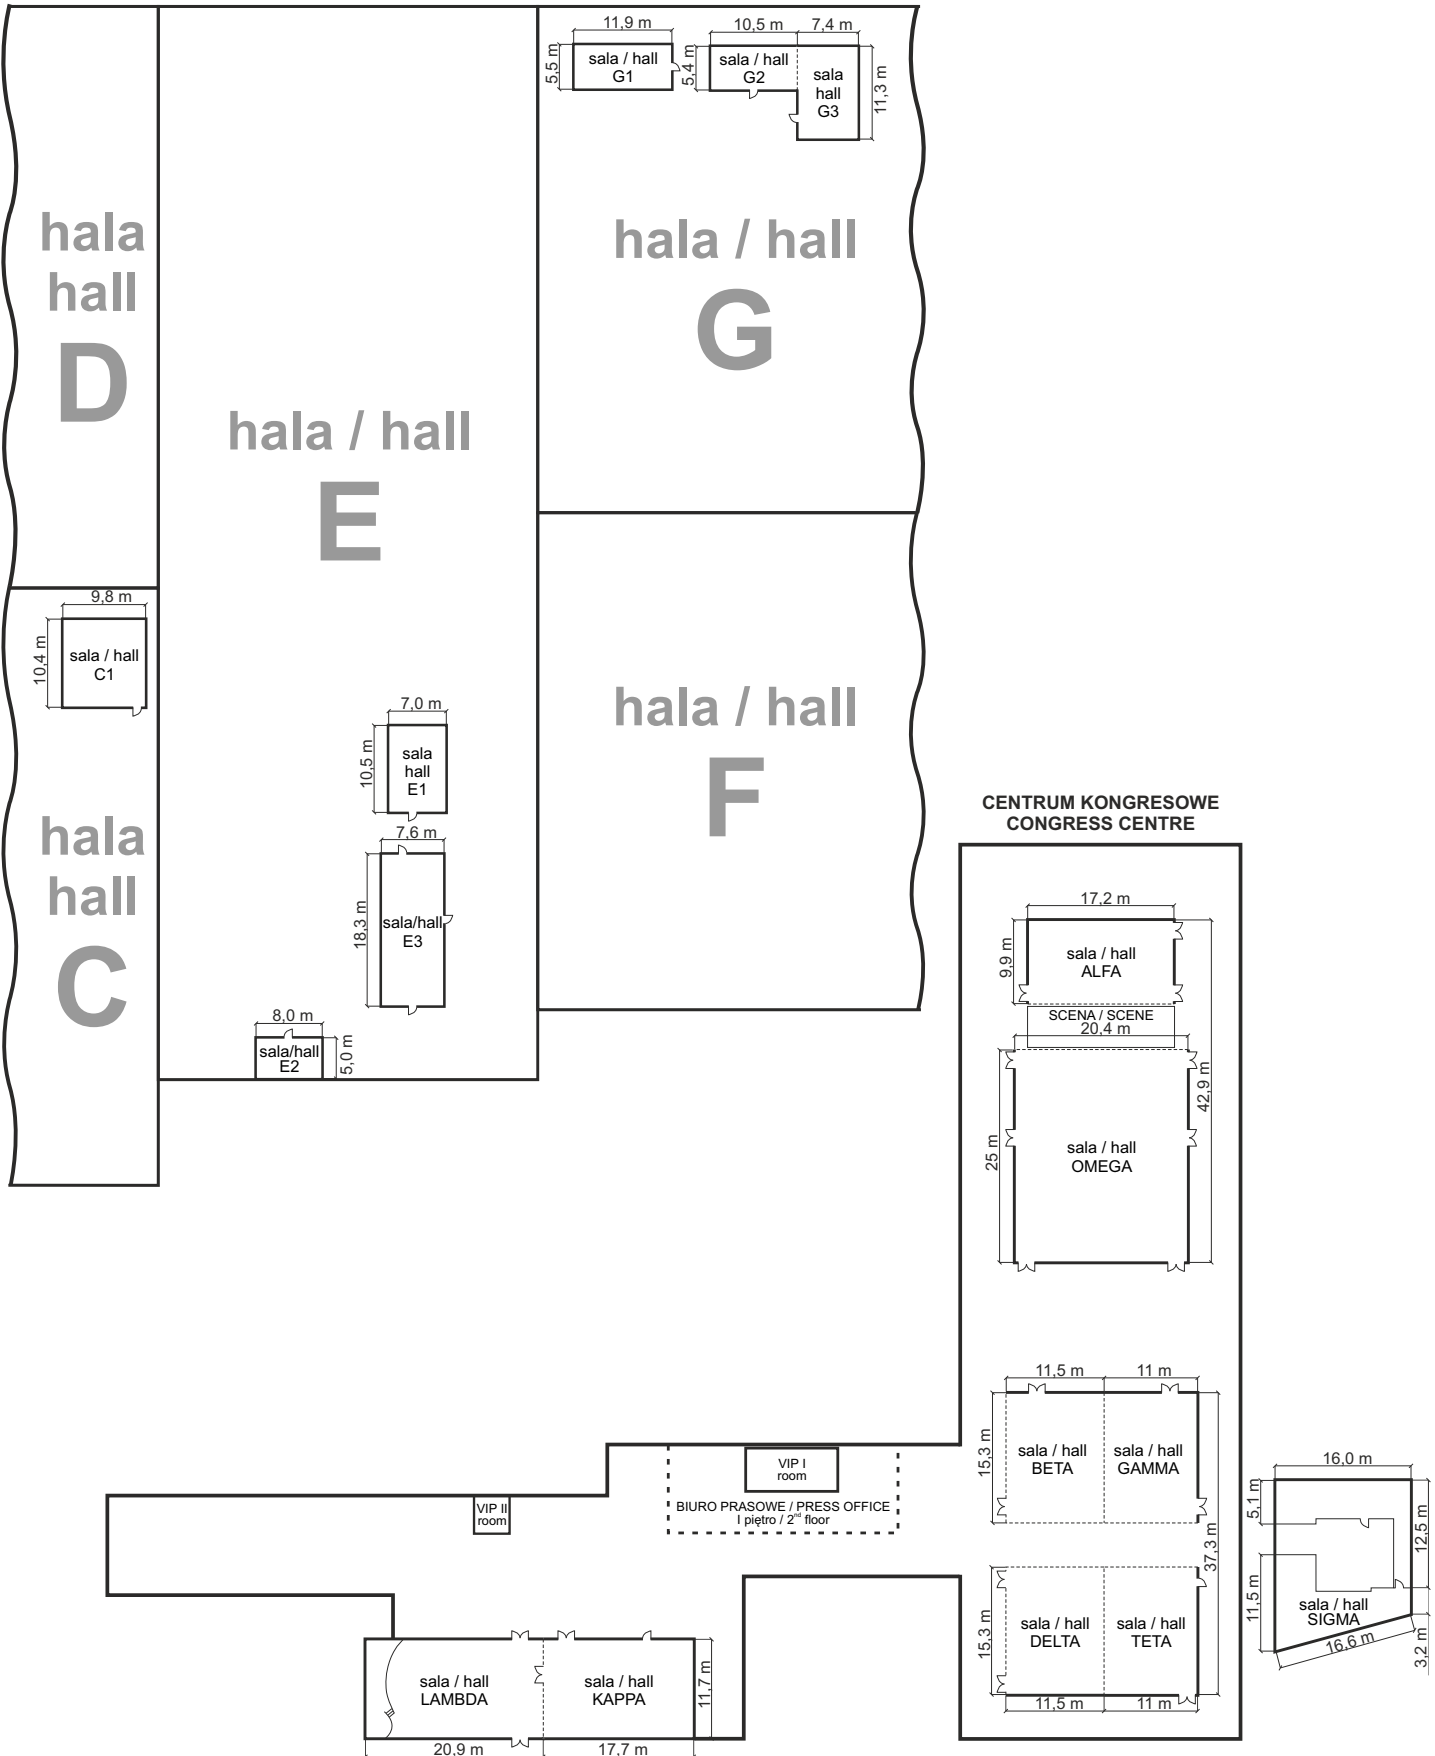 11,9 m
5,5 m
sala / hall
G1
10,5 m
7,4 m
5,4 m
sala / hall
G2
sala
hall
G3
11,3 m
hala
hall
D
hala / hall
G
hala / hall
E
9,8 m
10,4 m
sala / hall
C1
7,0 m
10,5 m
sala
hall
E1
hala / hall
F
7,6 m
18,3 m
sala/hall
E3
hala
hall
C
8,0 m
sala/hall
E2
5,0 m
CENTRUM KONGRESOWE
CONGRESS CENTRE
17,2 m
9,9 m
sala / hall
ALFA
SCENA / SCENE
20,4 m
42,9 m
25 m
sala / hall
OMEGA
11,5 m
11 m
15,3 m
sala / hall
BETA
sala / hall
GAMMA
37,3 m
15,3 m
sala / hall
DELTA
sala / hall
TETA
11,5 m
11 m
16,0 m
5,1 m
12,5 m
11,5 m
sala / hall
SIGMA
16,6 m
3,2 m
VIP I
room
BIURO PRASOWE / PRESS OFFICE
I piętro / 2nd floor
VIP II
room
sala / hall
LAMBDA
sala / hall
KAPPA
11,7 m
20,9 m
17,7 m